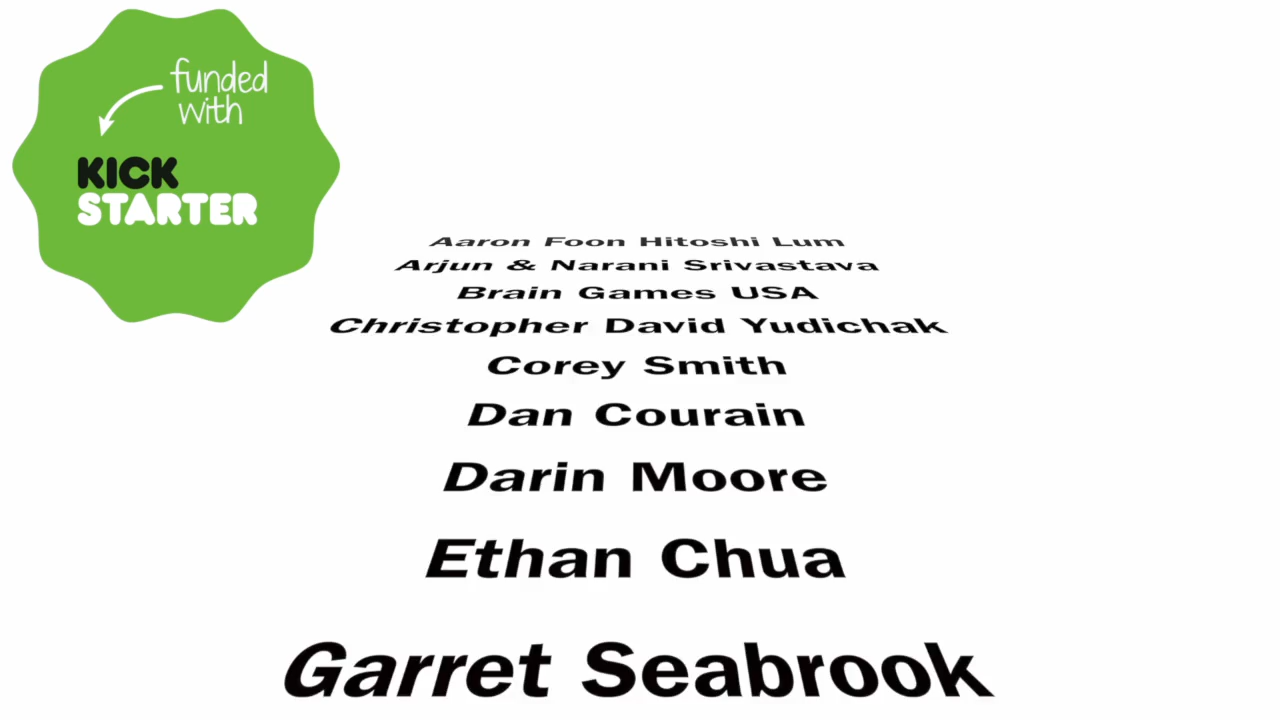 funded
with
KICK
STARTER
Aaron Foon Hitoshi Lum
Arjun & Narani Srivastava
Brain Games USA
Christopher David Yudichak
Corey Smith
Dan Courain
Darin Moore
Ethan Chua
Garret Seabrook